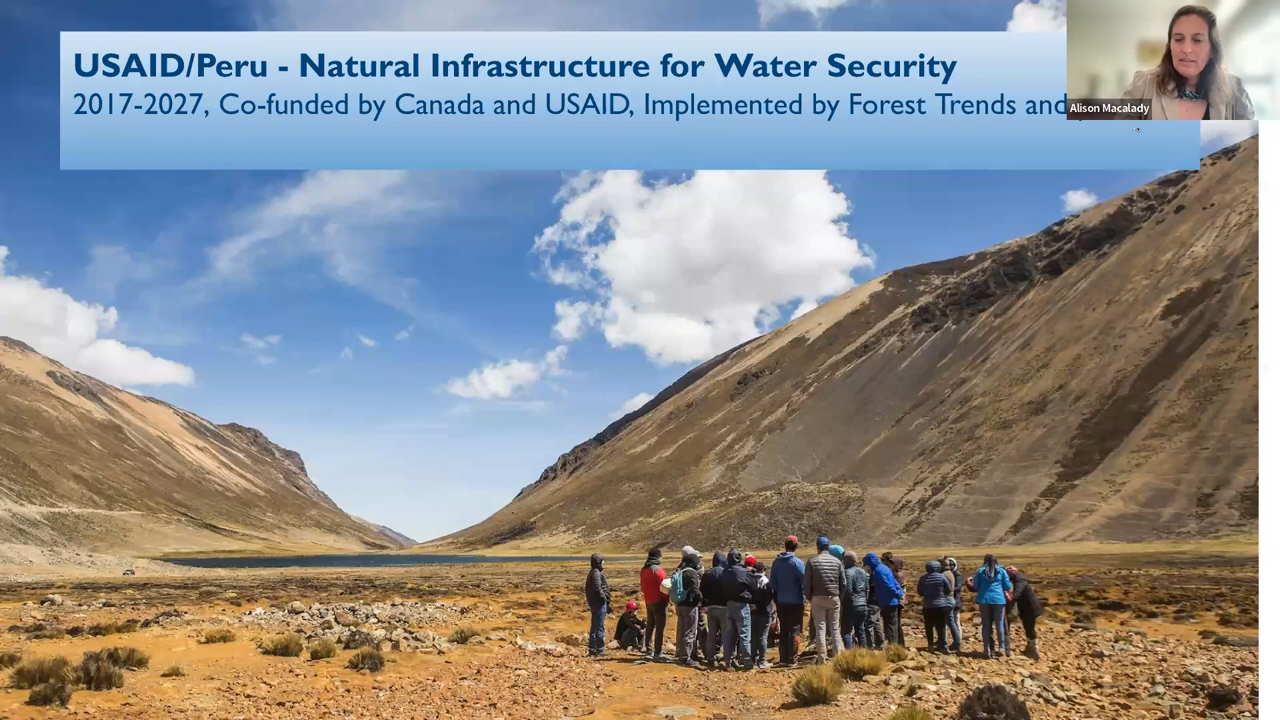 USAID/Peru - Natural Infrastructure for Water Security
2017-2027, Co-funded by Canada and USAID, Implemented by Forest Trends and
Alison Macalady